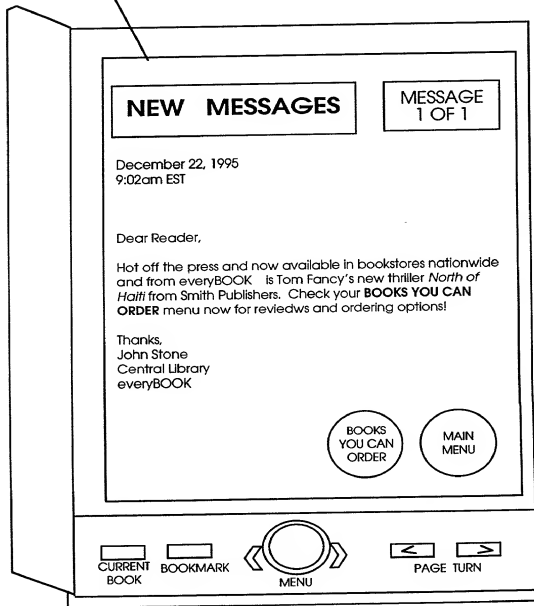 NEW MESSAGES
MESSAGE
1 OF 1
December 22, 1995
9:02am EST
Dear Reader,
Hot off the press and now available in bookstores nationwide
and from everyBOOK is Tom Fancy's new thriller North of
Haiti from Smith Publishers. Check your BOOKS YOU CAN
ORDER menu now for reviedws and ordering options!
Thanks,
John Stone
Central Library
everyBOOK
BOOKS
YOU CAN
ORDER
MAIN
MENU
CURRENT
BOOK
BOOKMARK
MENU
< >
PAGE TURN